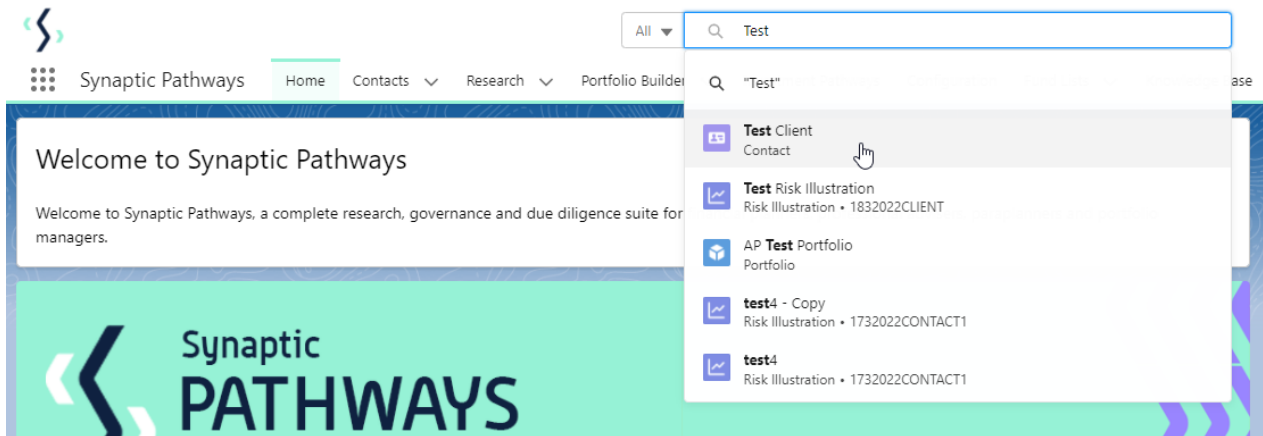 All
Test
Synaptic Pathways
Home
Contacts
Research
Portfolio Builder
ase
"Test"
Test Client
Contact
Test Risk Illustration
Risk Illustration • 1832022CLIENT
AP Test Portfolio
Portfolio
test4 - Copy
Risk Illustration • 1732022CONTACT1
test4
Risk Illustration • 1732022CONTACT1
Welcome to Synaptic Pathways
Welcome to Synaptic Pathways, a complete research, governance and due diligence suite for
managers.
Synaptic
PATHWAYS